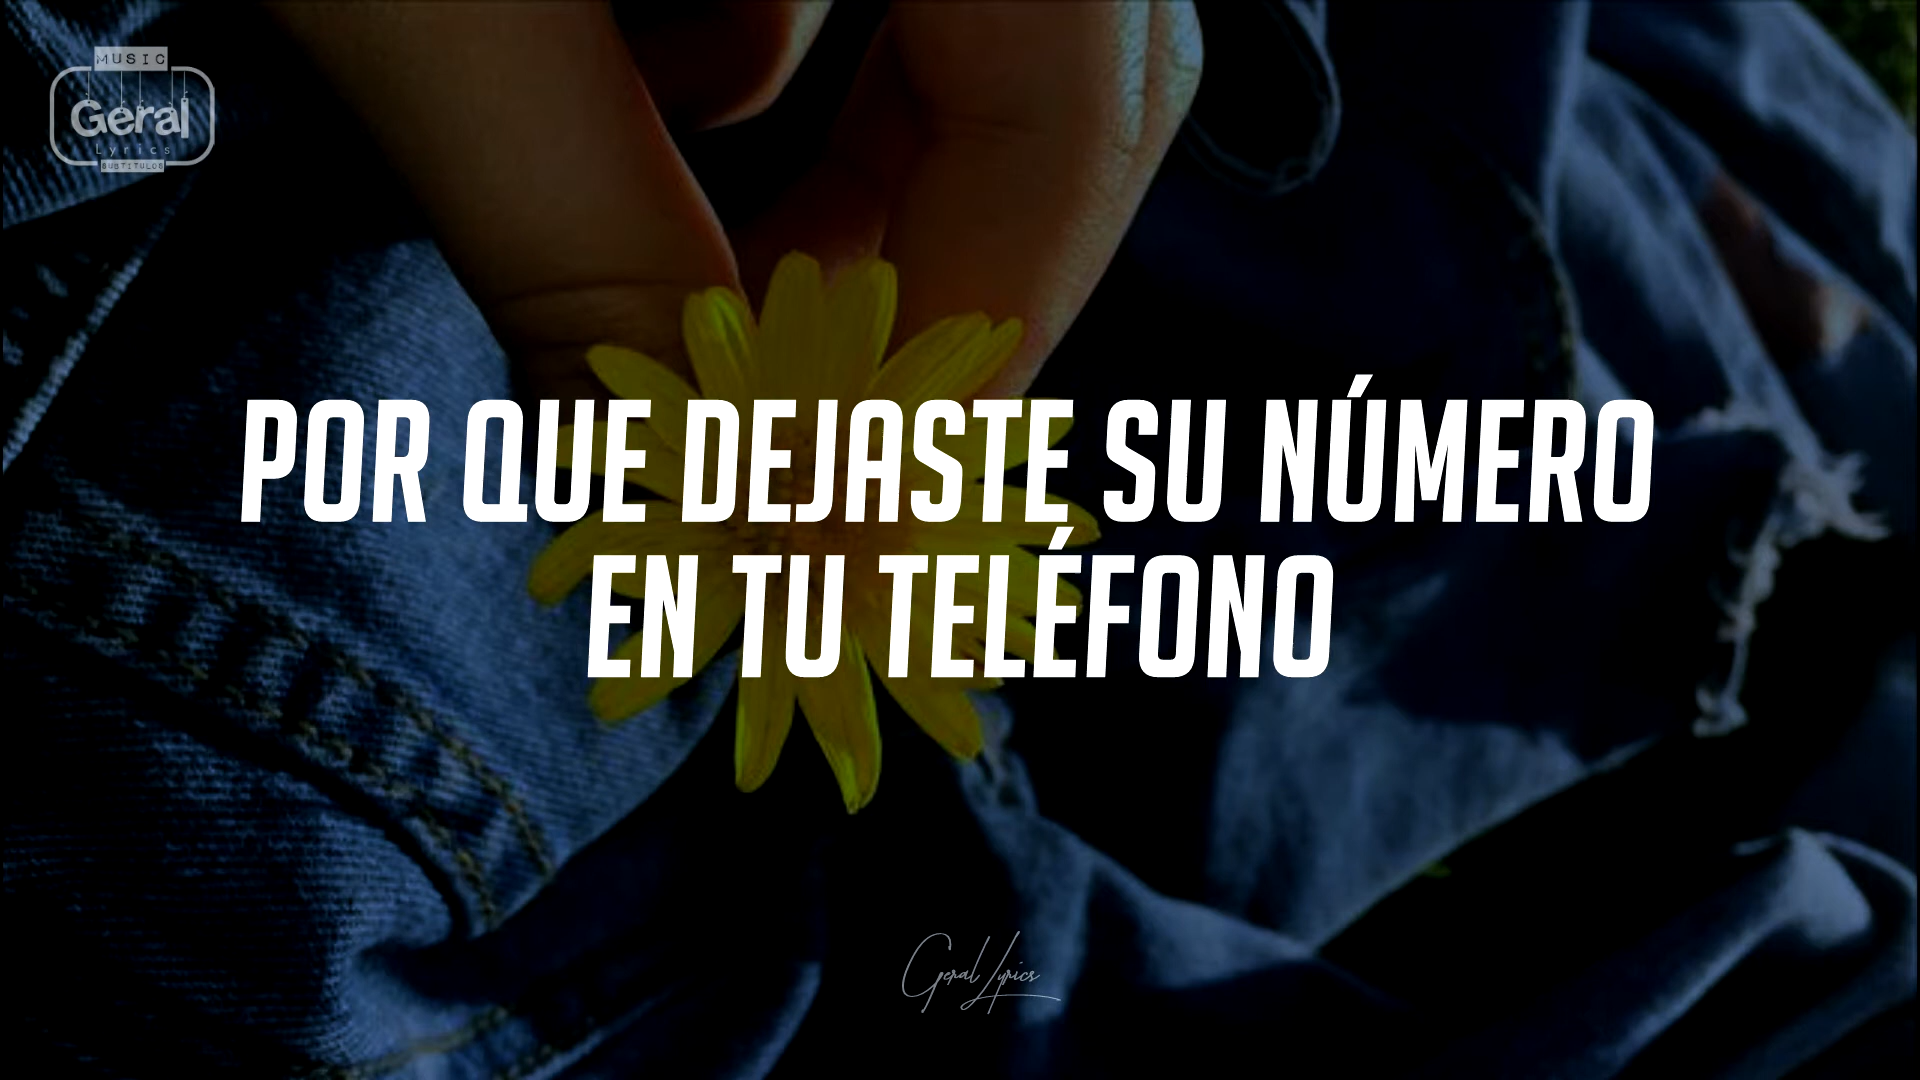 MUSIC
Geral
Lyrics
SUBTITULOS
POR QUE DEJASTE SU NÚMERO
EN TU TELÉFONO
Geral Lyrics